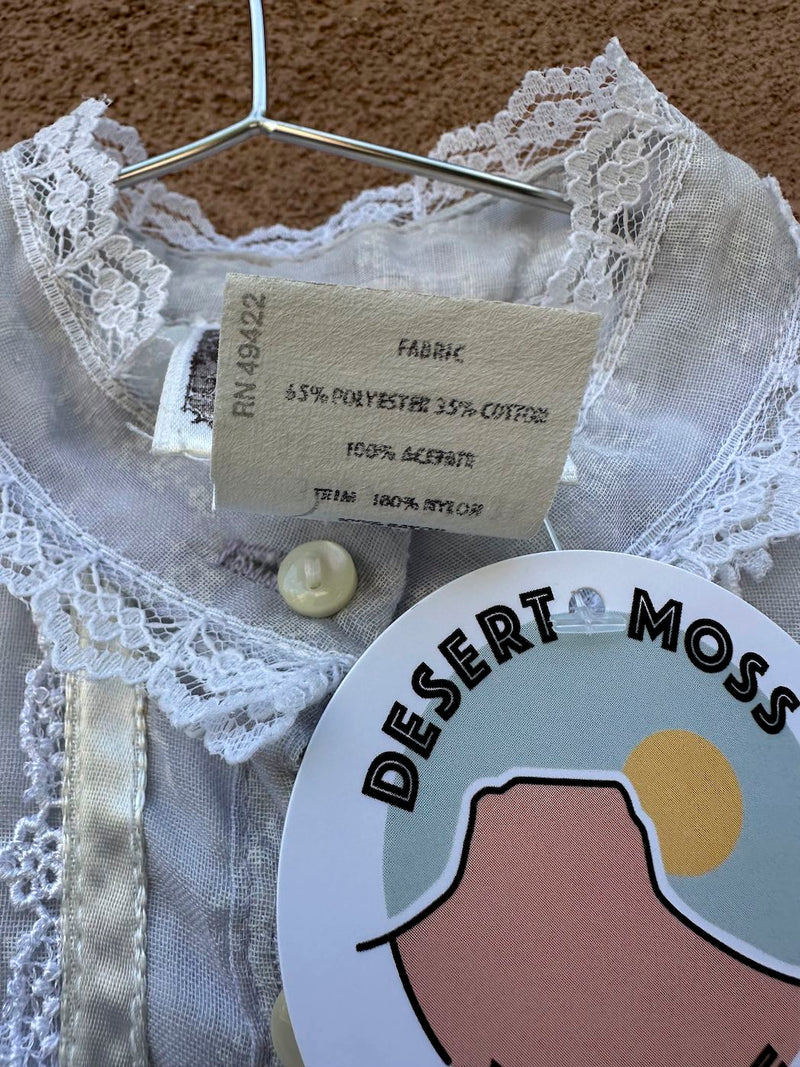 RN 49422
FABRIC
65% POLYESTER 35% COTTON
100% ACETATE
TRIM 100% NYLON
DESERT MOSS